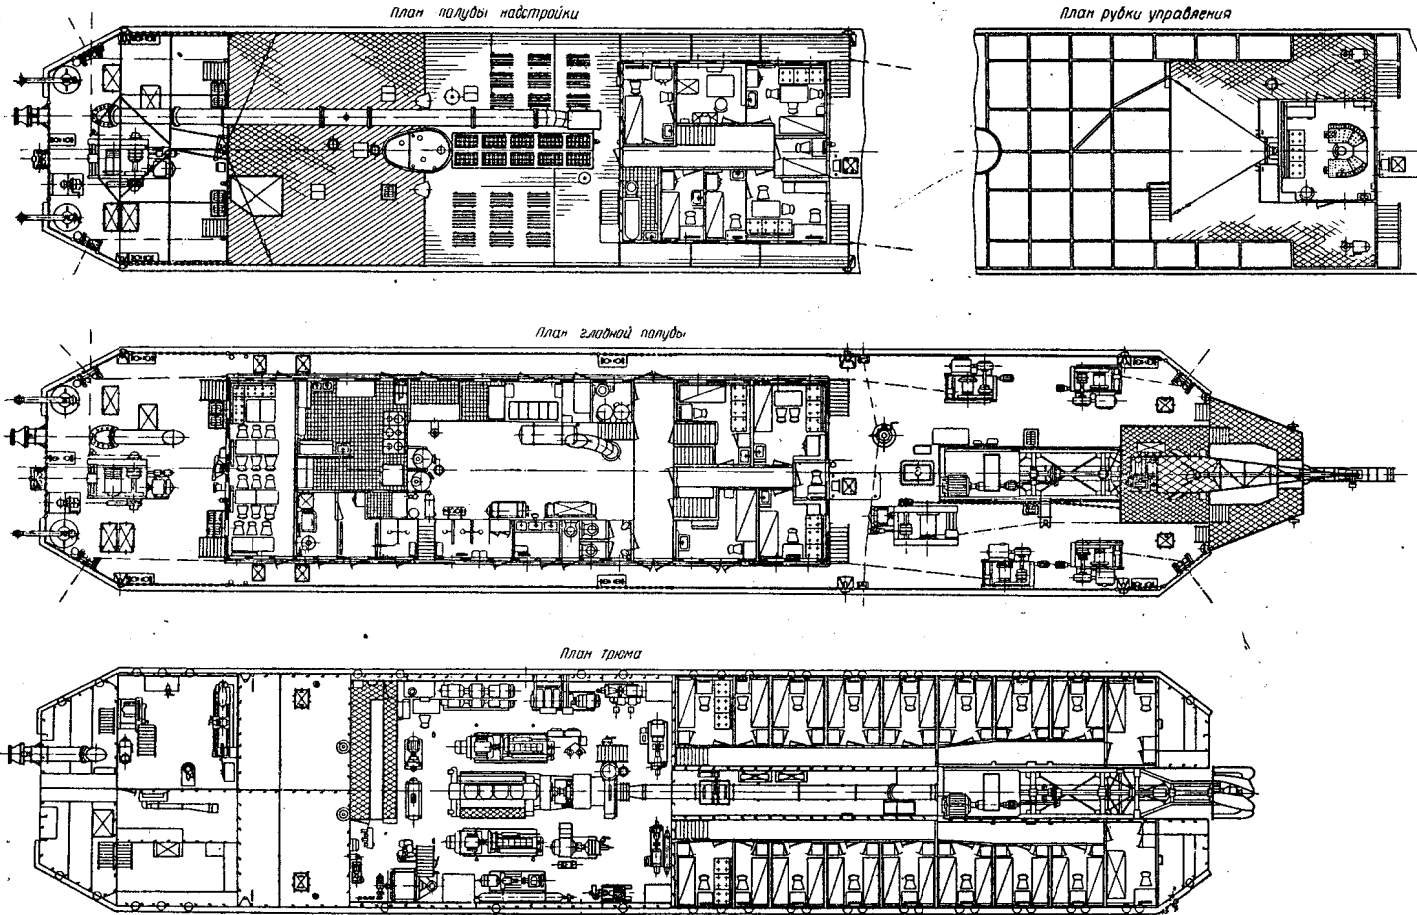 План палубы надстройки
План рубки управления
План главной палубы
План трюма